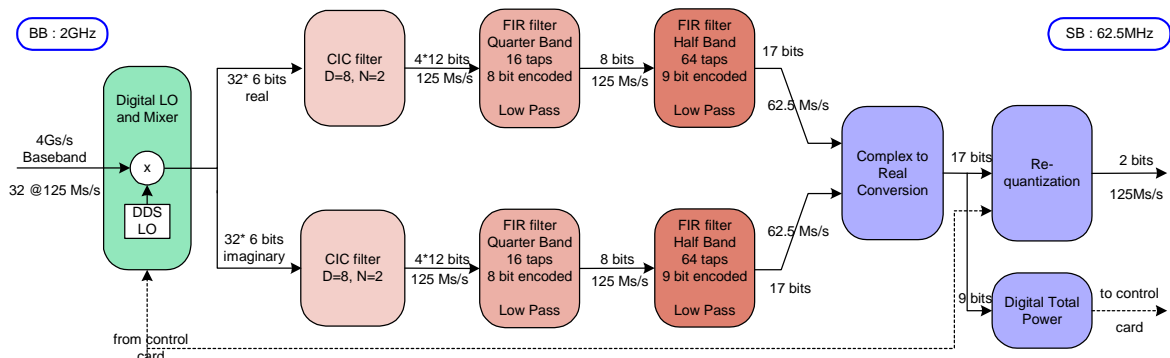 BB : 2GHz
SB : 62.5MHz
4Gs/s
Baseband
32 @125 Ms/s
Digital LO
and Mixer
x
DDS
LO
from control
card
32* 6 bits
real
CIC filter
D=8, N=2
4*12 bits
125 Ms/s
FIR filter
Quarter Band
16 taps
8 bit encoded
Low Pass
8 bits
125 Ms/s
FIR filter
Half Band
64 taps
9 bit encoded
Low Pass
17 bits
62.5 Ms/s
32* 6 bits
imaginary
CIC filter
D=8, N=2
4*12 bits
125 Ms/s
FIR filter
Quarter Band
16 taps
8 bit encoded
Low Pass
8 bits
125 Ms/s
FIR filter
Half Band
64 taps
9 bit encoded
Low Pass
62.5 Ms/s
17 bits
Complex to
Real
Conversion
17 bits
Re-
quantization
2 bits
125Ms/s
9 bits
Digital Total
Power
to control
card